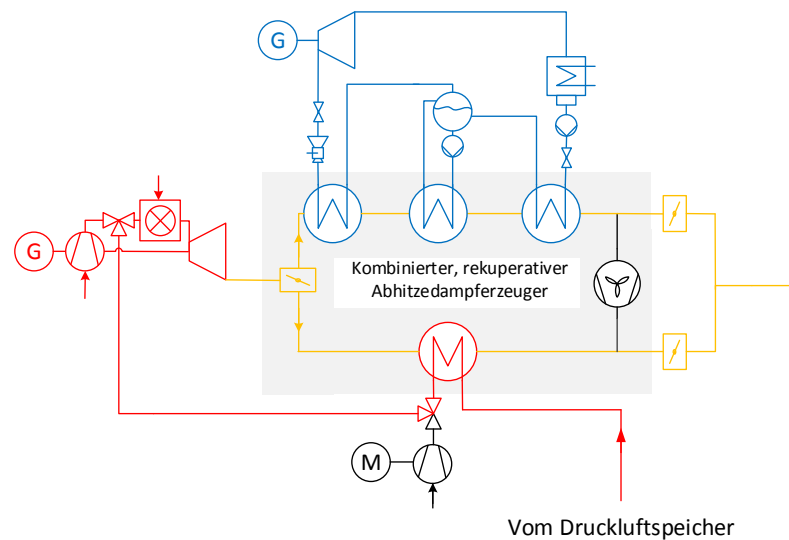 G
G
Kombinierter, rekuperativer
Abhitzedampferzeuger
M
Vom Druckluftspeicher